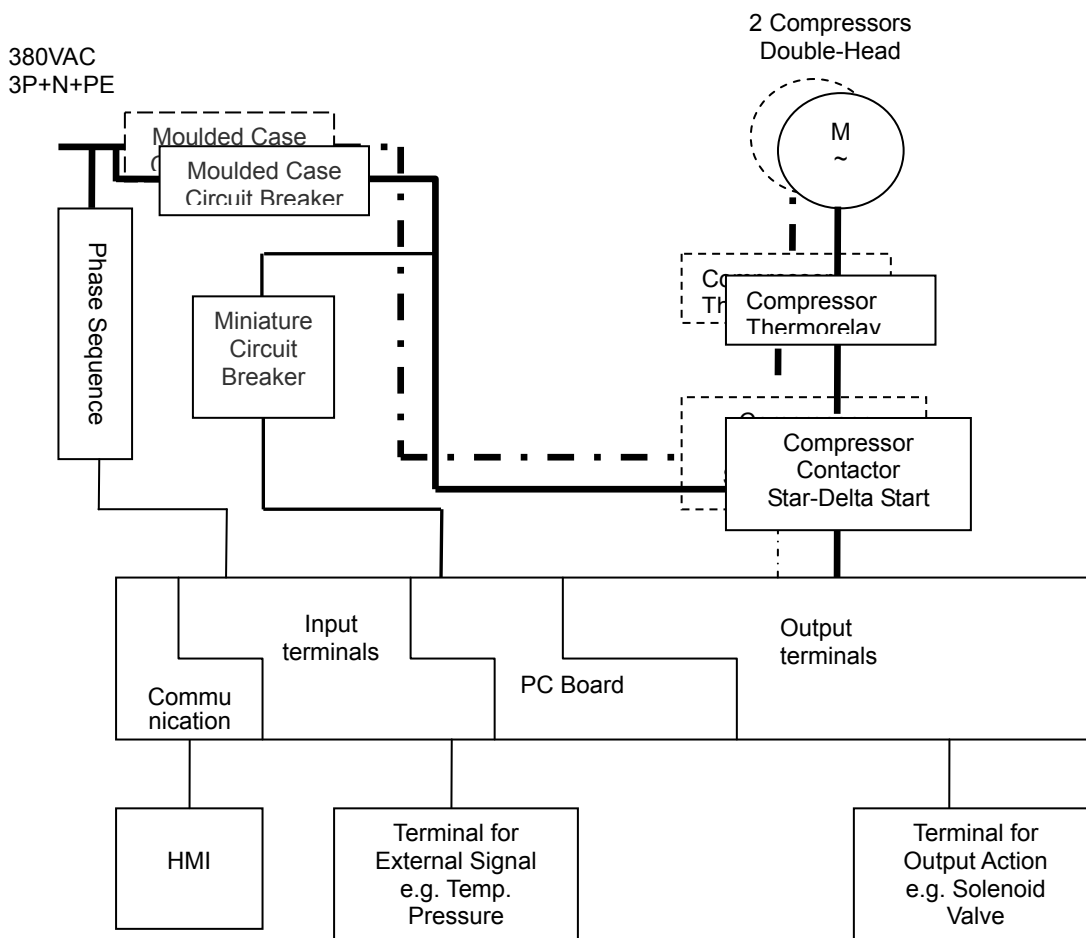 2 Compressors
Double-Head
380VAC
3P+N+PE
M
~
Moulded Case
Moulded Case
Circuit Breaker
Phase Sequence
Compressor
Thermorelay
Miniature
Circuit
Breaker
Compressor
Contactor
Star-Delta Start
Input
terminals
Output
terminals
PC Board
Commu
nication
HMI
Terminal for
External Signal
e.g. Temp.
Pressure
Terminal for
Output Action
e.g. Solenoid
Valve